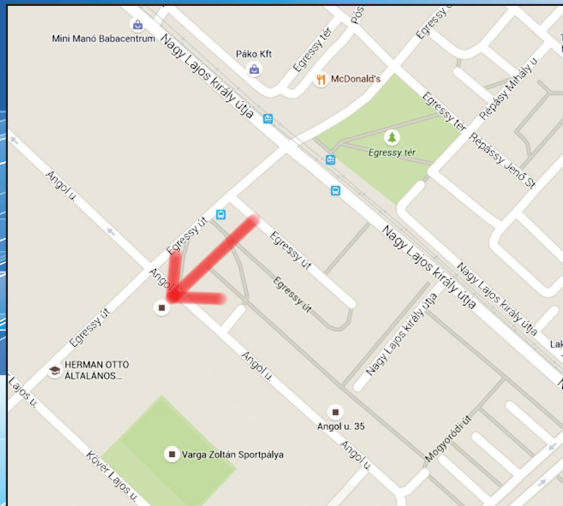 Mini Manó Babacentrum
Páko Kft
Egressy tér
Egressy
Nagy Lajos király útja
McDonald's
Egressy tér
Répásy Mihály u.
Répássy Jenő St
Egressy tér
Angol u.
Egressy út
Egressy út
Nagy Lajos király útja
Angol
Egressy út
Nagy Lajos király útja
Egressy út
Nagy Lajos király útja
HERMAN OTTO
ÁLTALÁNOS...
Angol u.
Lajos u.
Angol u. 35
Mogyoródi út
Varga Zoltán Sportpálya
Angol u.
Kövér Lajos u.